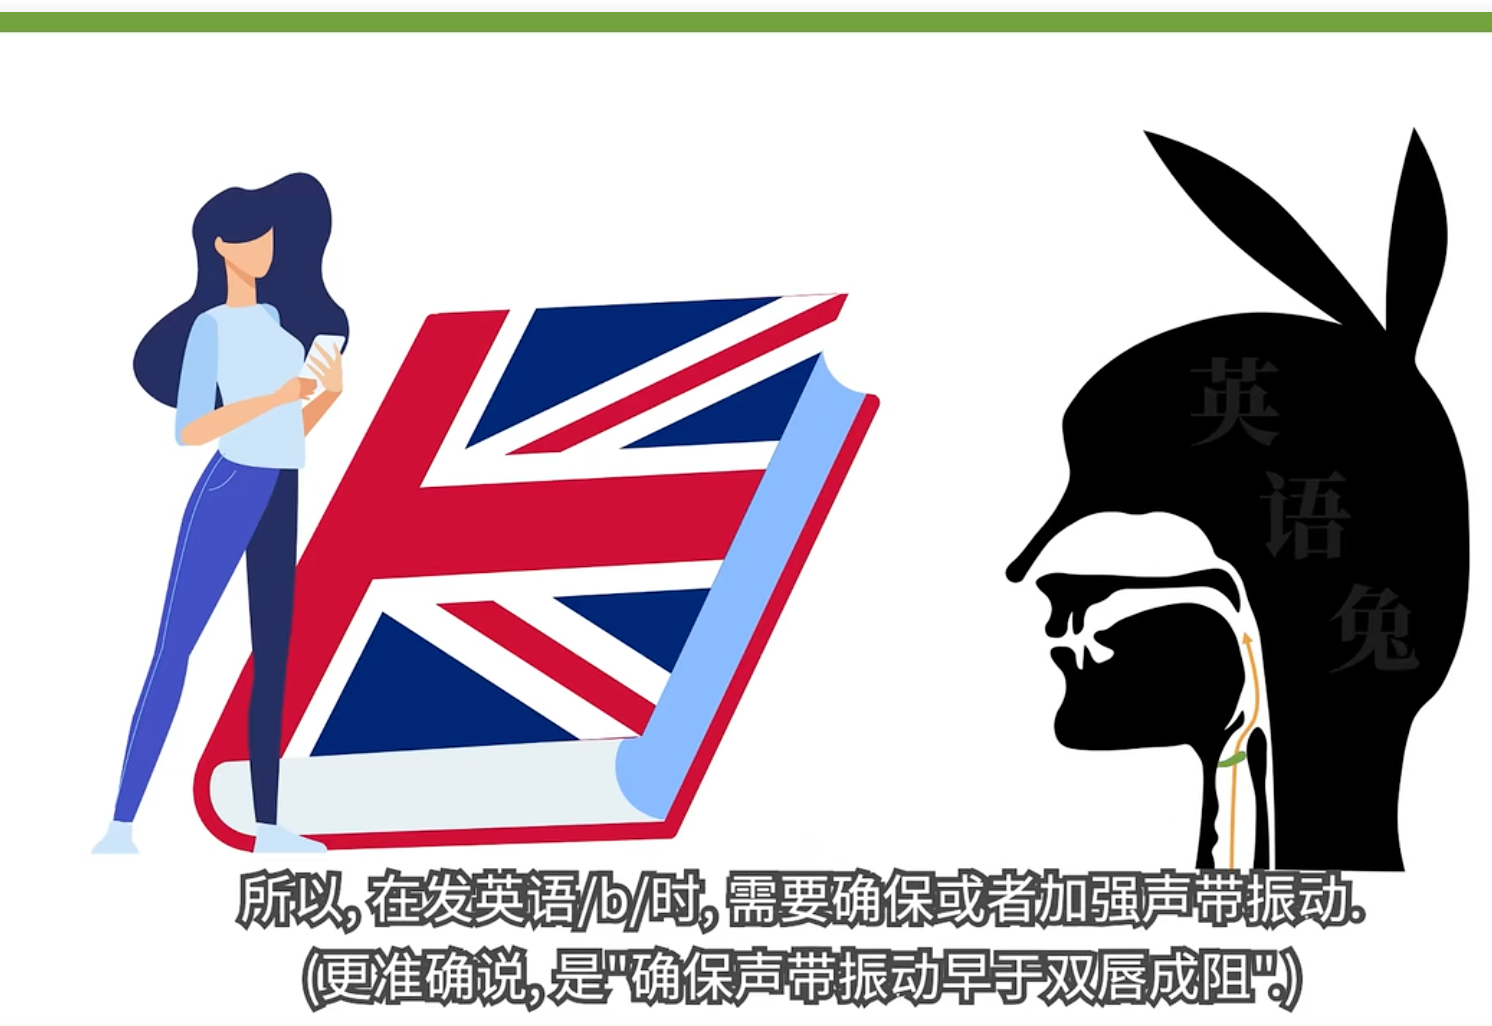 英
语
兔
所以, 在发英语/b/时, 需要确保或者加强声带振动.
(更准确说, 是"确保声带振动早于双唇成阻".)